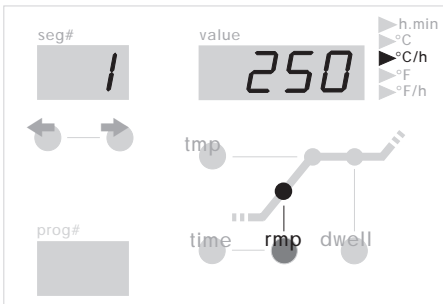 seg#
value
h.min
°C
°C/h
°F
°F/h
1
250
tmp
prog#
time
rmp
dwell